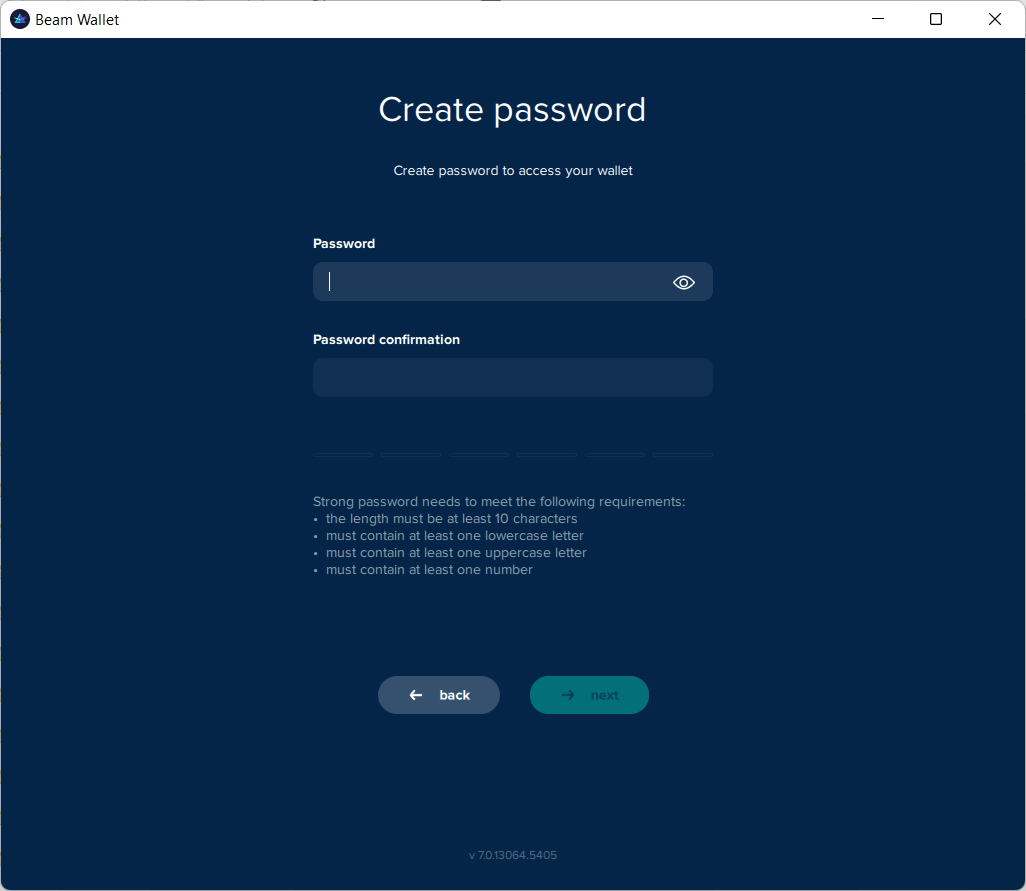 Beam Wallet
Create password
Create password to access your wallet
Password
Password confirmation
Strong password needs to meet the following requirements:
• the length must be at least 10 characters
• must contain at least one lowercase letter
• must contain at least one uppercase letter
• must contain at least one number
back
next
v 7.0.13064.5405